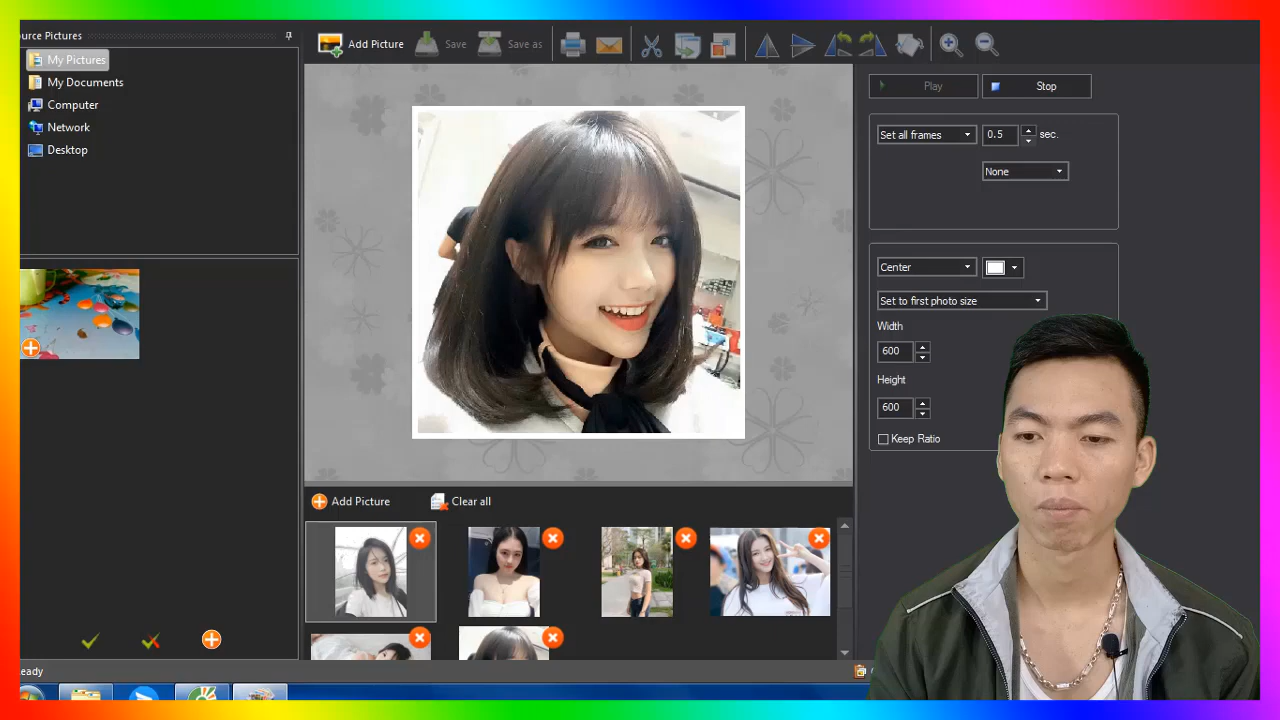 urce Pictures
My Pictures
My Documents
Computer
Network
Desktop
Add Picture
Save
Save as
Play
Stop
Set all frames
0.5
sec.
None
Center
Set to first photo size
Width
600
Height
600
Keep Ratio
Add Picture
Clear all
eady